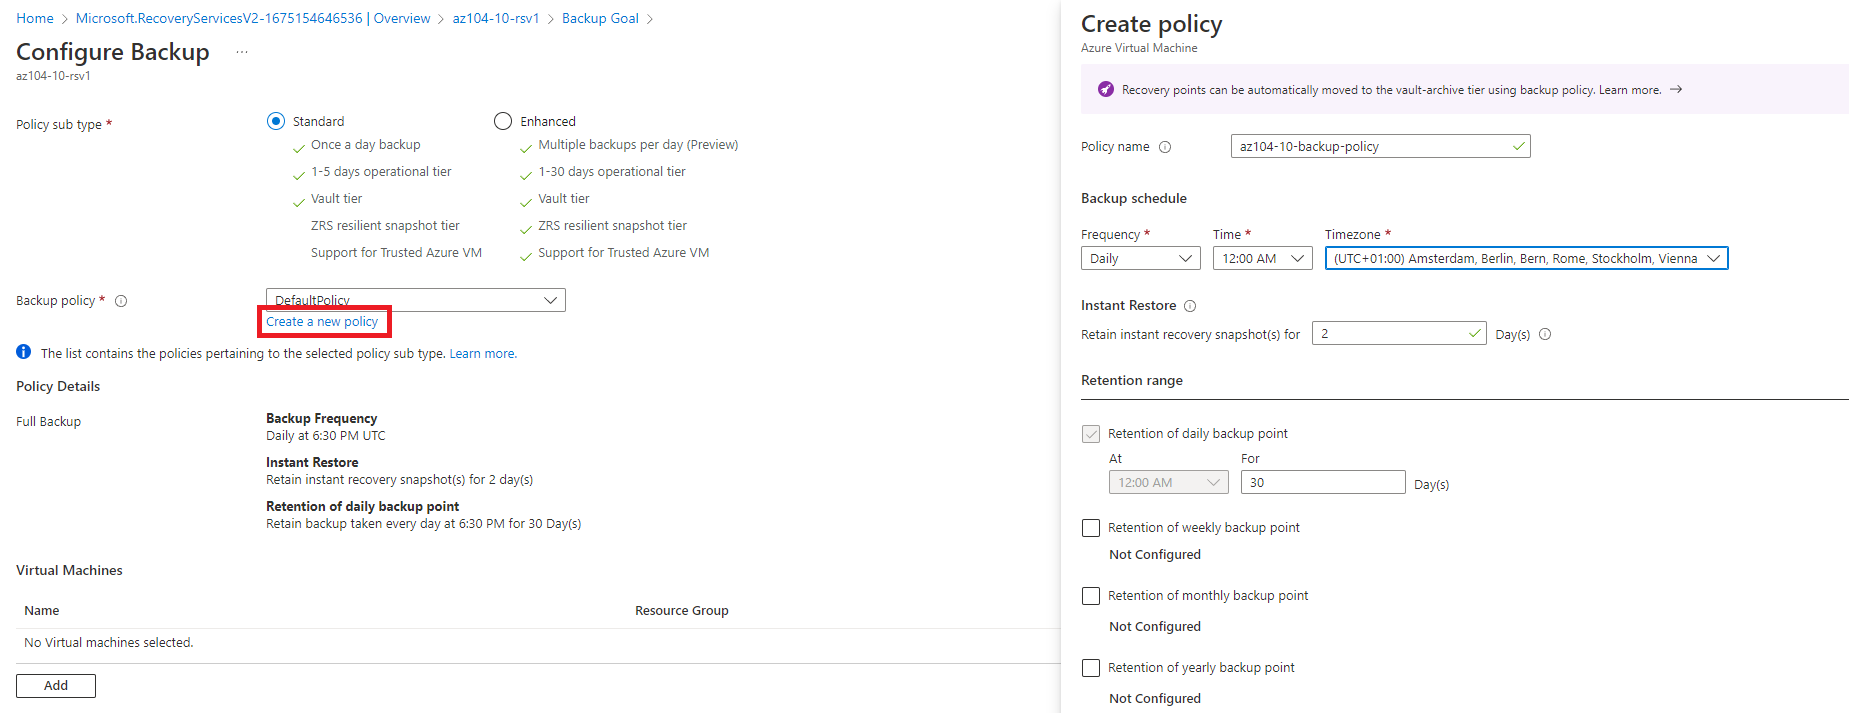 Home > Microsoft.RecoveryServicesV2-1675154646536 | Overview > az104-10-rsv1 > Backup Goal >
Configure Backup ...
az104-10-rsv1
Policy sub type *
Standard
Once a day backup
1-5 days operational tier
Vault tier
ZRS resilient snapshot tier
Support for Trusted Azure VM
Enhanced
Multiple backups per day (Preview)
1-30 days operational tier
Vault tier
ZRS resilient snapshot tier
Support for Trusted Azure VM
Backup policy *
DefaultPolicy
Create a new policy
The list contains the policies pertaining to the selected policy sub type. Learn more.
Policy Details
Full Backup
Backup Frequency
Daily at 6:30 PM UTC
Instant Restore
Retain instant recovery snapshot(s) for 2 day(s)
Retention of daily backup point
Retain backup taken every day at 6:30 PM for 30 Day(s)
Virtual Machines
Name Resource Group
No Virtual machines selected.
Add
Create policy
Azure Virtual Machine
Recovery points can be automatically moved to the vault-archive tier using backup policy. Learn more. →
Policy name az104-10-backup-policy
Backup schedule
Frequency * Time * Timezone *
Daily 12:00 AM (UTC+01:00) Amsterdam, Berlin, Bern, Rome, Stockholm, Vienna
Instant Restore
Retain instant recovery snapshot(s) for 2 Day(s)
Retention range
Retention of daily backup point
At For
12:00 AM 30 Day(s)
Retention of weekly backup point
Not Configured
Retention of monthly backup point
Not Configured
Retention of yearly backup point
Not Configured